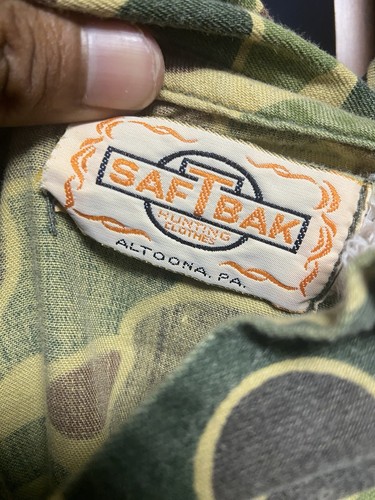 SAFTBAK
HUNTING
CLOTHES
ALTOONA, PA.